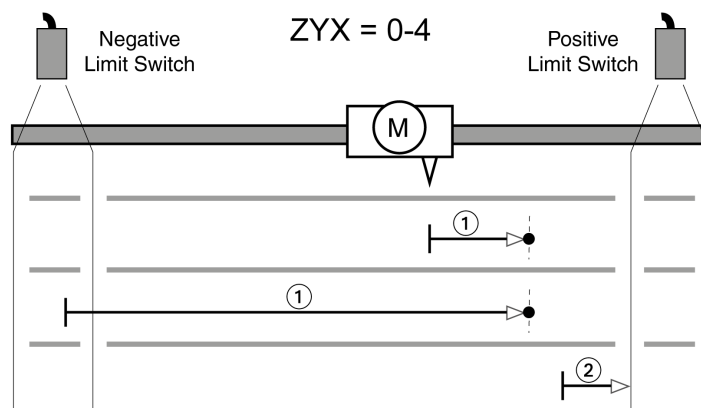 ZYX = 0-4
Negative
Limit Switch
Positive
Limit Switch
M
1
1
2